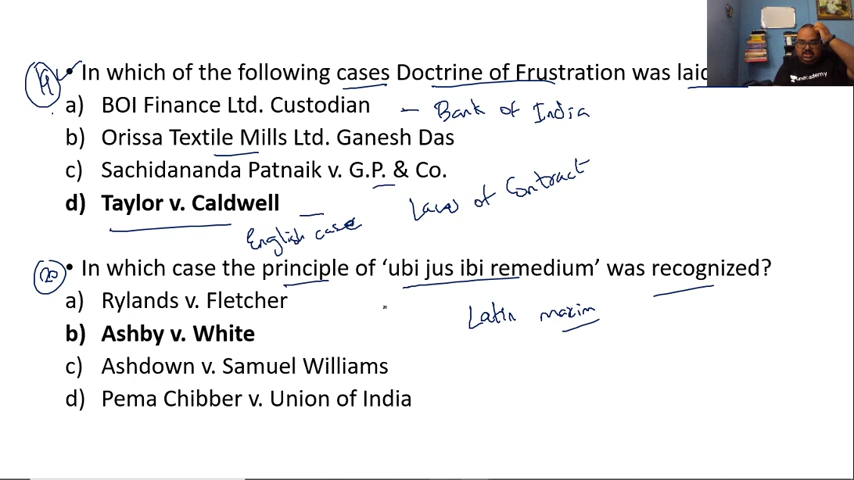 19 • In which of the following cases Doctrine of Frustration was laid
a) BOI Finance Ltd. Custodian - Bank of India
b) Orissa Textile Mills Ltd. Ganesh Das
c) Sachidananda Patnaik v. G.P. & Co.
d) Taylor v. Caldwell
Laws of Contract
English case
20 • In which case the principle of ‘ubi jus ibi remedium’ was recognized?
a) Rylands v. Fletcher
Latin maxim
b) Ashby v. White
c) Ashdown v. Samuel Williams
d) Pema Chibber v. Union of India